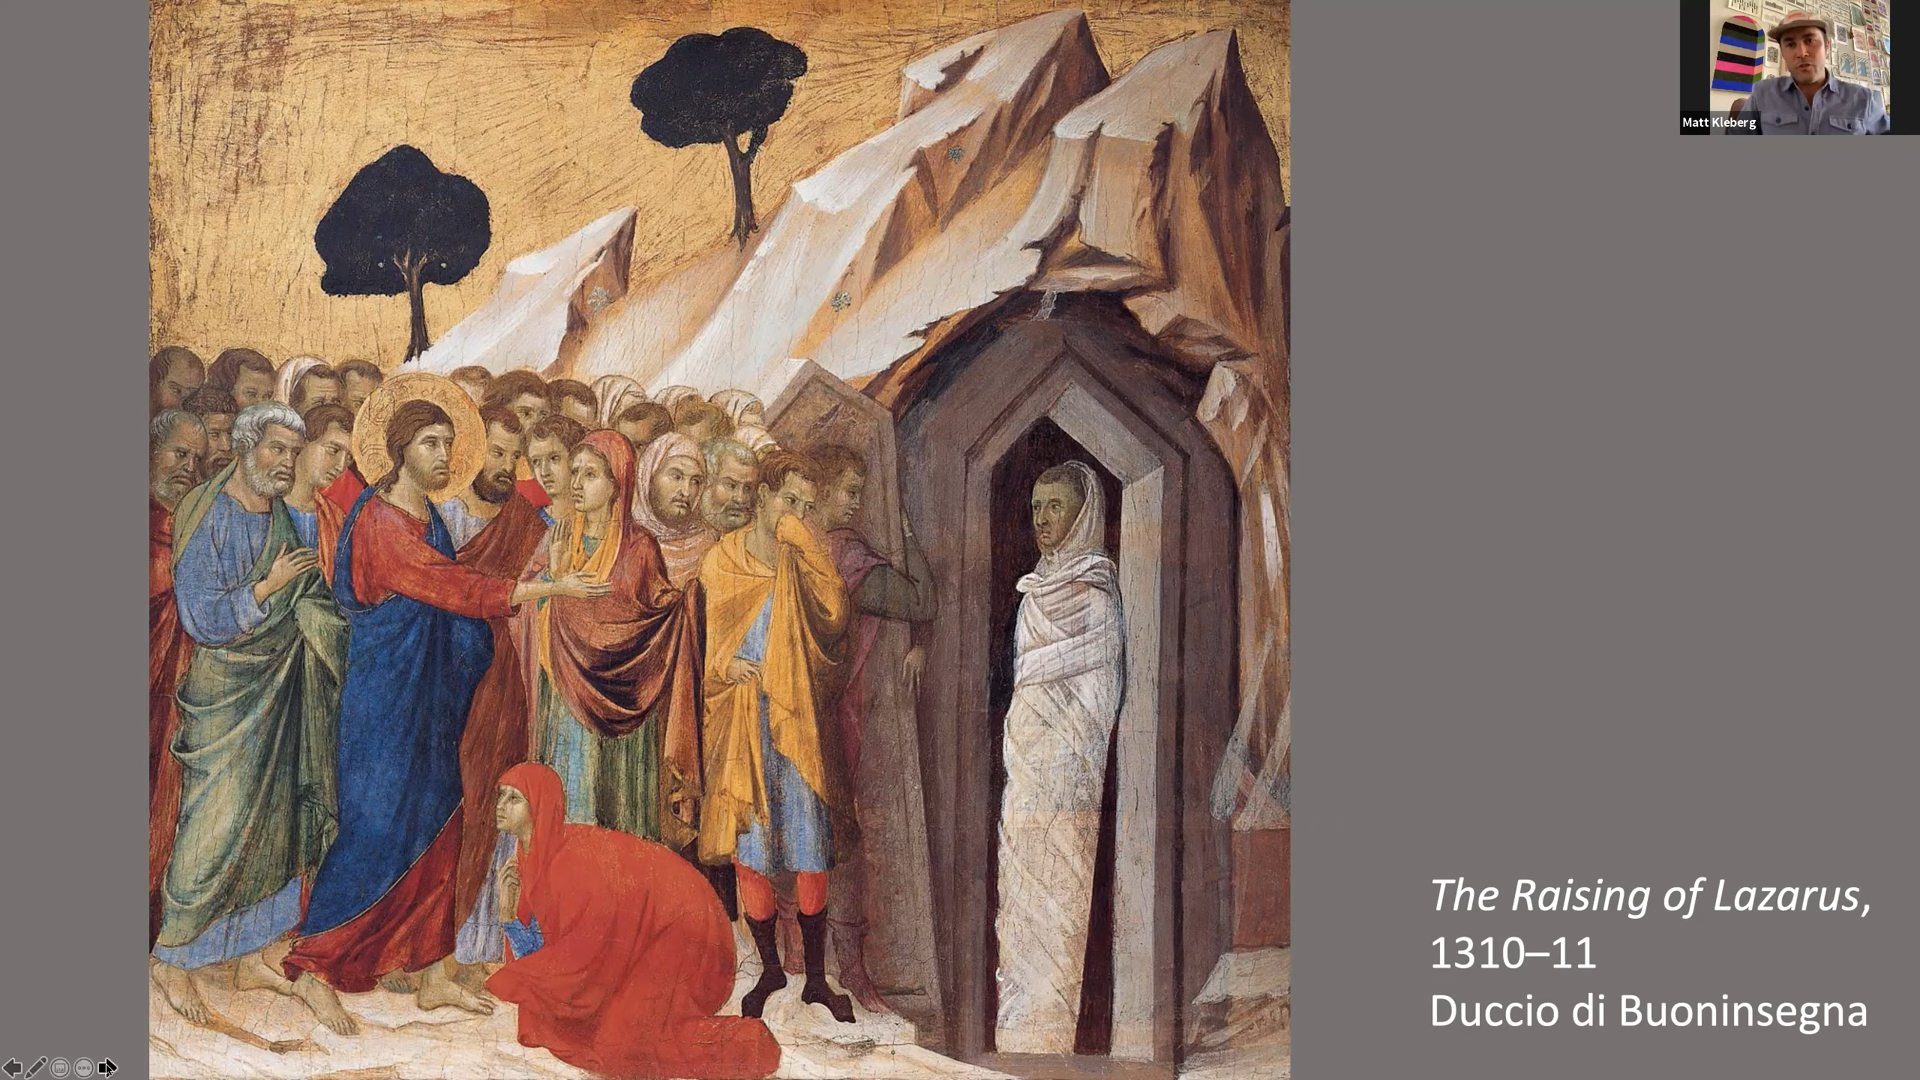 Matt Kleberg
The Raising of Lazarus,
1310–11
Duccio di Buoninsegna